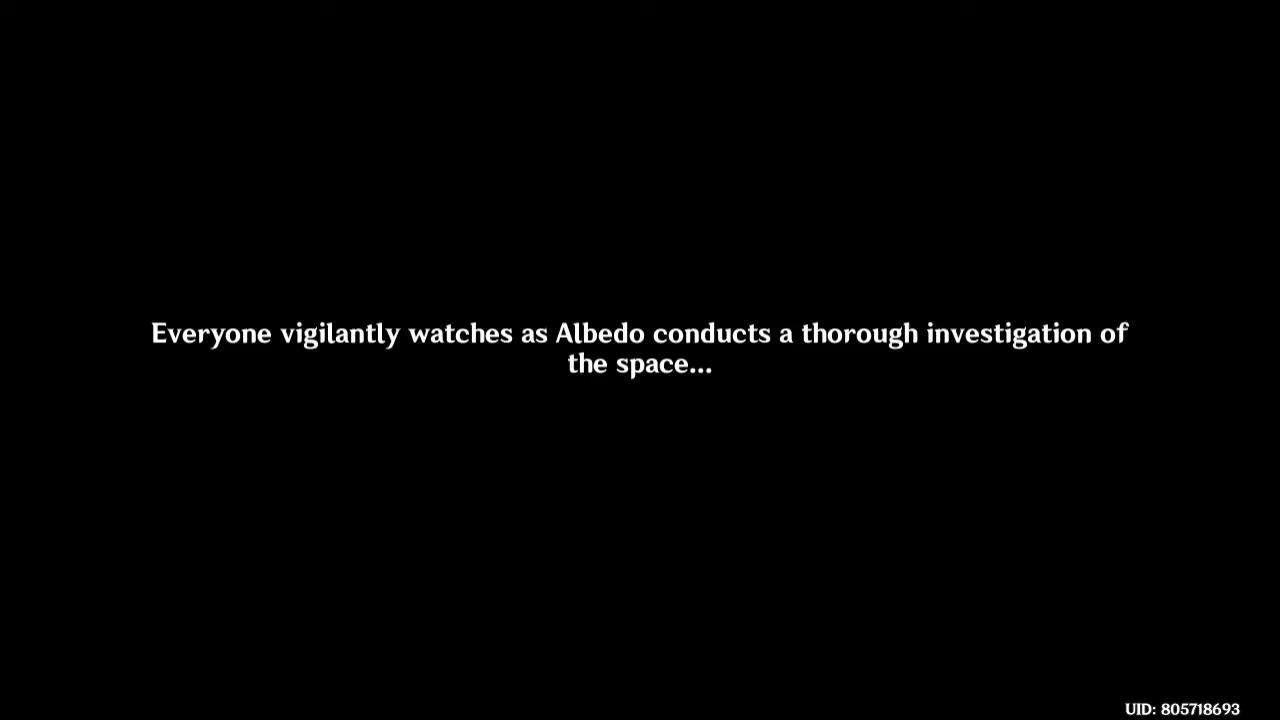 Everyone vigilantly watches as Albedo conducts a thorough investigation of
the space...
UID: 805718693